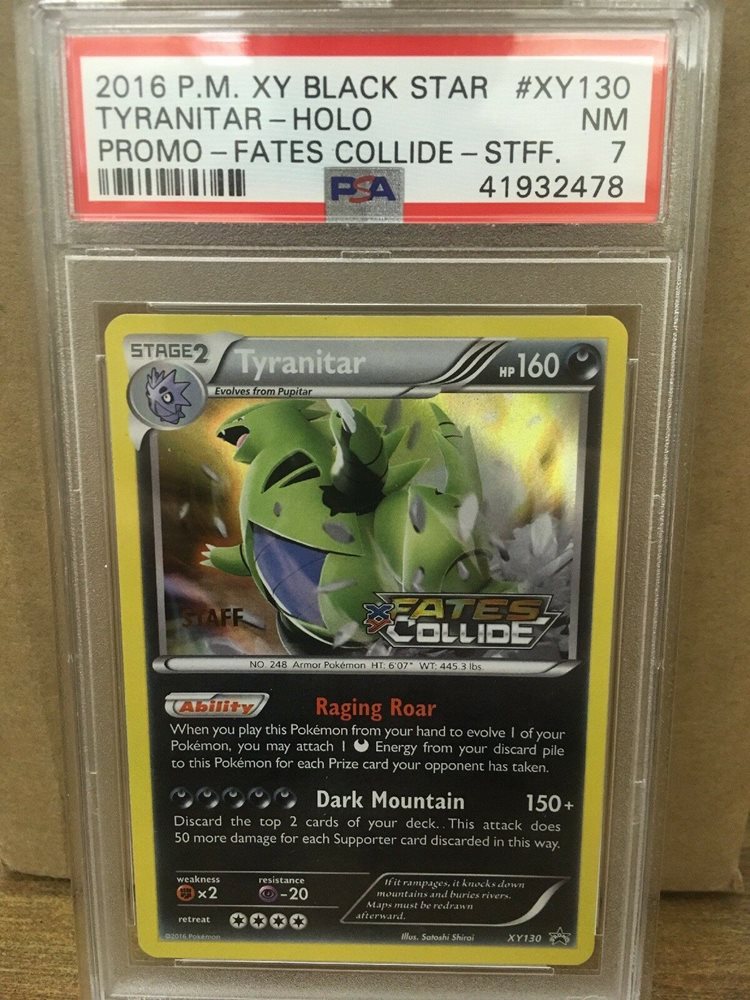 2016 P.M. XY BLACK STAR #XY130
TYRANITAR - HOLO NM
PROMO - FATES COLLIDE - STFF. 7
PSA 41932478
STAGE2 Tyranitar HP160
Evolves from Pupitar
STAFF
XY FATES COLLIDE
NO. 248 Armor Pokémon HT: 6'07" WT: 445.3 lbs.
Ability Raging Roar
When you play this Pokémon from your hand to evolve 1 of your
Pokémon, you may attach 1 Energy from your discard pile
to this Pokémon for each Prize card your opponent has taken.
Dark Mountain 150+
Discard the top 2 cards of your deck. This attack does
50 more damage for each Supporter card discarded in this way.
weakness resistance
×2 -20
retreat
If it rampages, it knocks down
mountains and buries rivers.
Maps must be redrawn
afterward.
©2016 Pokémon Illus. Satoshi Shirai XY130